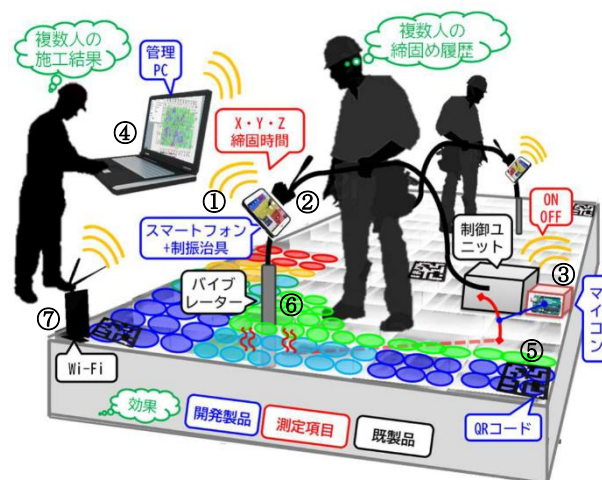 複数人の
施工結果
管理
PC
複数人の
締固め履歴
④
X・Y・Z
締固時間
①
②
ON
OFF
スマートフォン
+制振治具
制御ユ
ニット
③
バイブ
レーター
⑥
マイコン
⑦
⑤
Wi-Fi
効果
開発製品
測定項目
既製品
QRコード